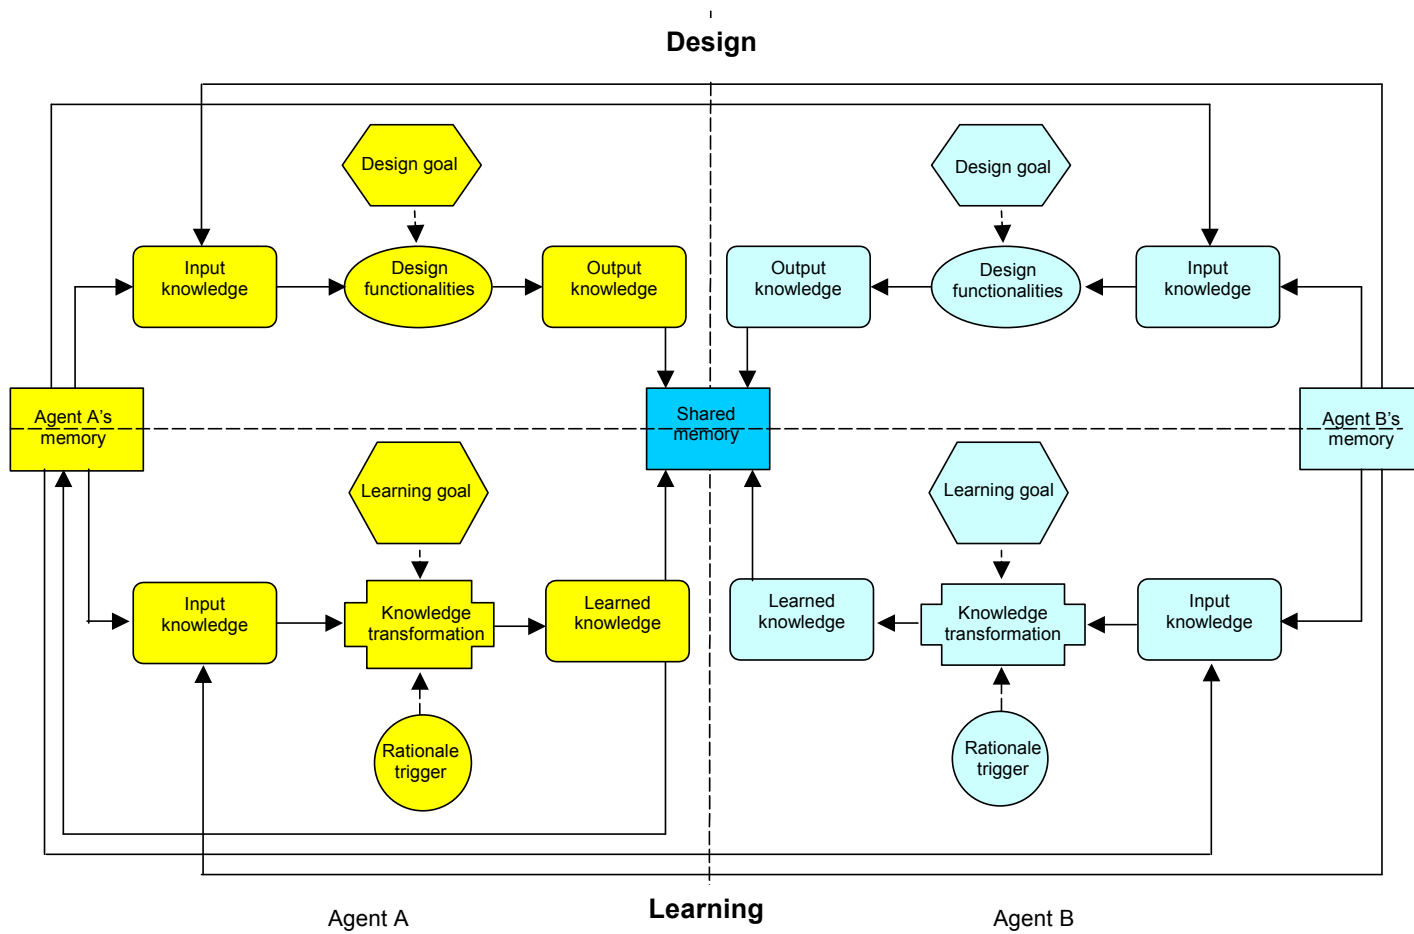 Design
Design goal
Design goal
Input
knowledge
Design
functionalities
Output
knowledge
Output
knowledge
Design
functionalities
Input
knowledge
Agent A's
memory
Shared
memory
Agent B's
memory
Learning goal
Learning goal
Input
knowledge
Knowledge
transformation
Learned
knowledge
Learned
knowledge
Knowledge
transformation
Input
knowledge
Rationale
trigger
Rationale
trigger
Agent A
Learning
Agent B